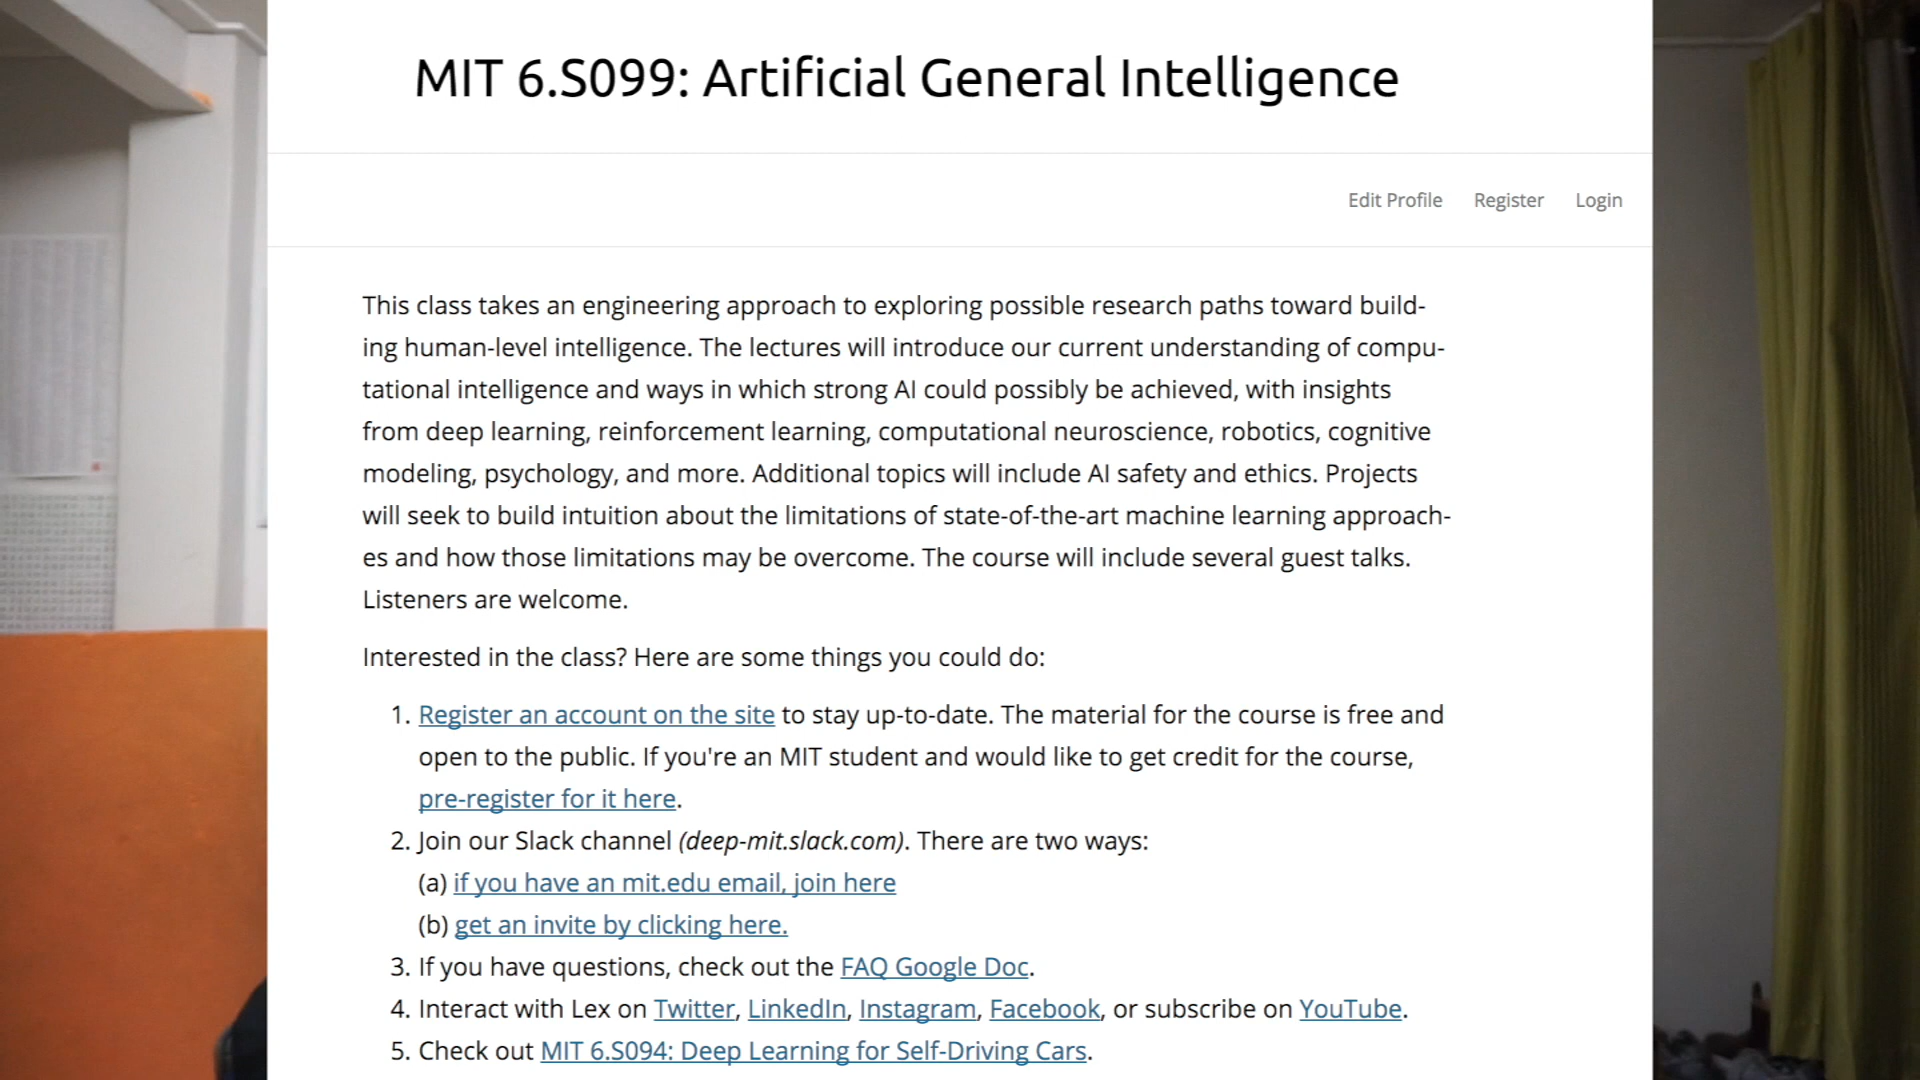 MIT 6.S099: Artificial General Intelligence
Edit Profile Register Login
This class takes an engineering approach to exploring possible research paths toward build-
ing human-level intelligence. The lectures will introduce our current understanding of compu-
tational intelligence and ways in which strong AI could possibly be achieved, with insights
from deep learning, reinforcement learning, computational neuroscience, robotics, cognitive
modeling, psychology, and more. Additional topics will include AI safety and ethics. Projects
will seek to build intuition about the limitations of state-of-the-art machine learning approach-
es and how those limitations may be overcome. The course will include several guest talks.
Listeners are welcome.
Interested in the class? Here are some things you could do:
1. Register an account on the site to stay up-to-date. The material for the course is free and
open to the public. If you're an MIT student and would like to get credit for the course,
pre-register for it here.
2. Join our Slack channel (deep-mit.slack.com). There are two ways:
(a) if you have an mit.edu email, join here
(b) get an invite by clicking here.
3. If you have questions, check out the FAQ Google Doc.
4. Interact with Lex on Twitter, LinkedIn, Instagram, Facebook, or subscribe on YouTube.
5. Check out MIT 6.S094: Deep Learning for Self-Driving Cars.